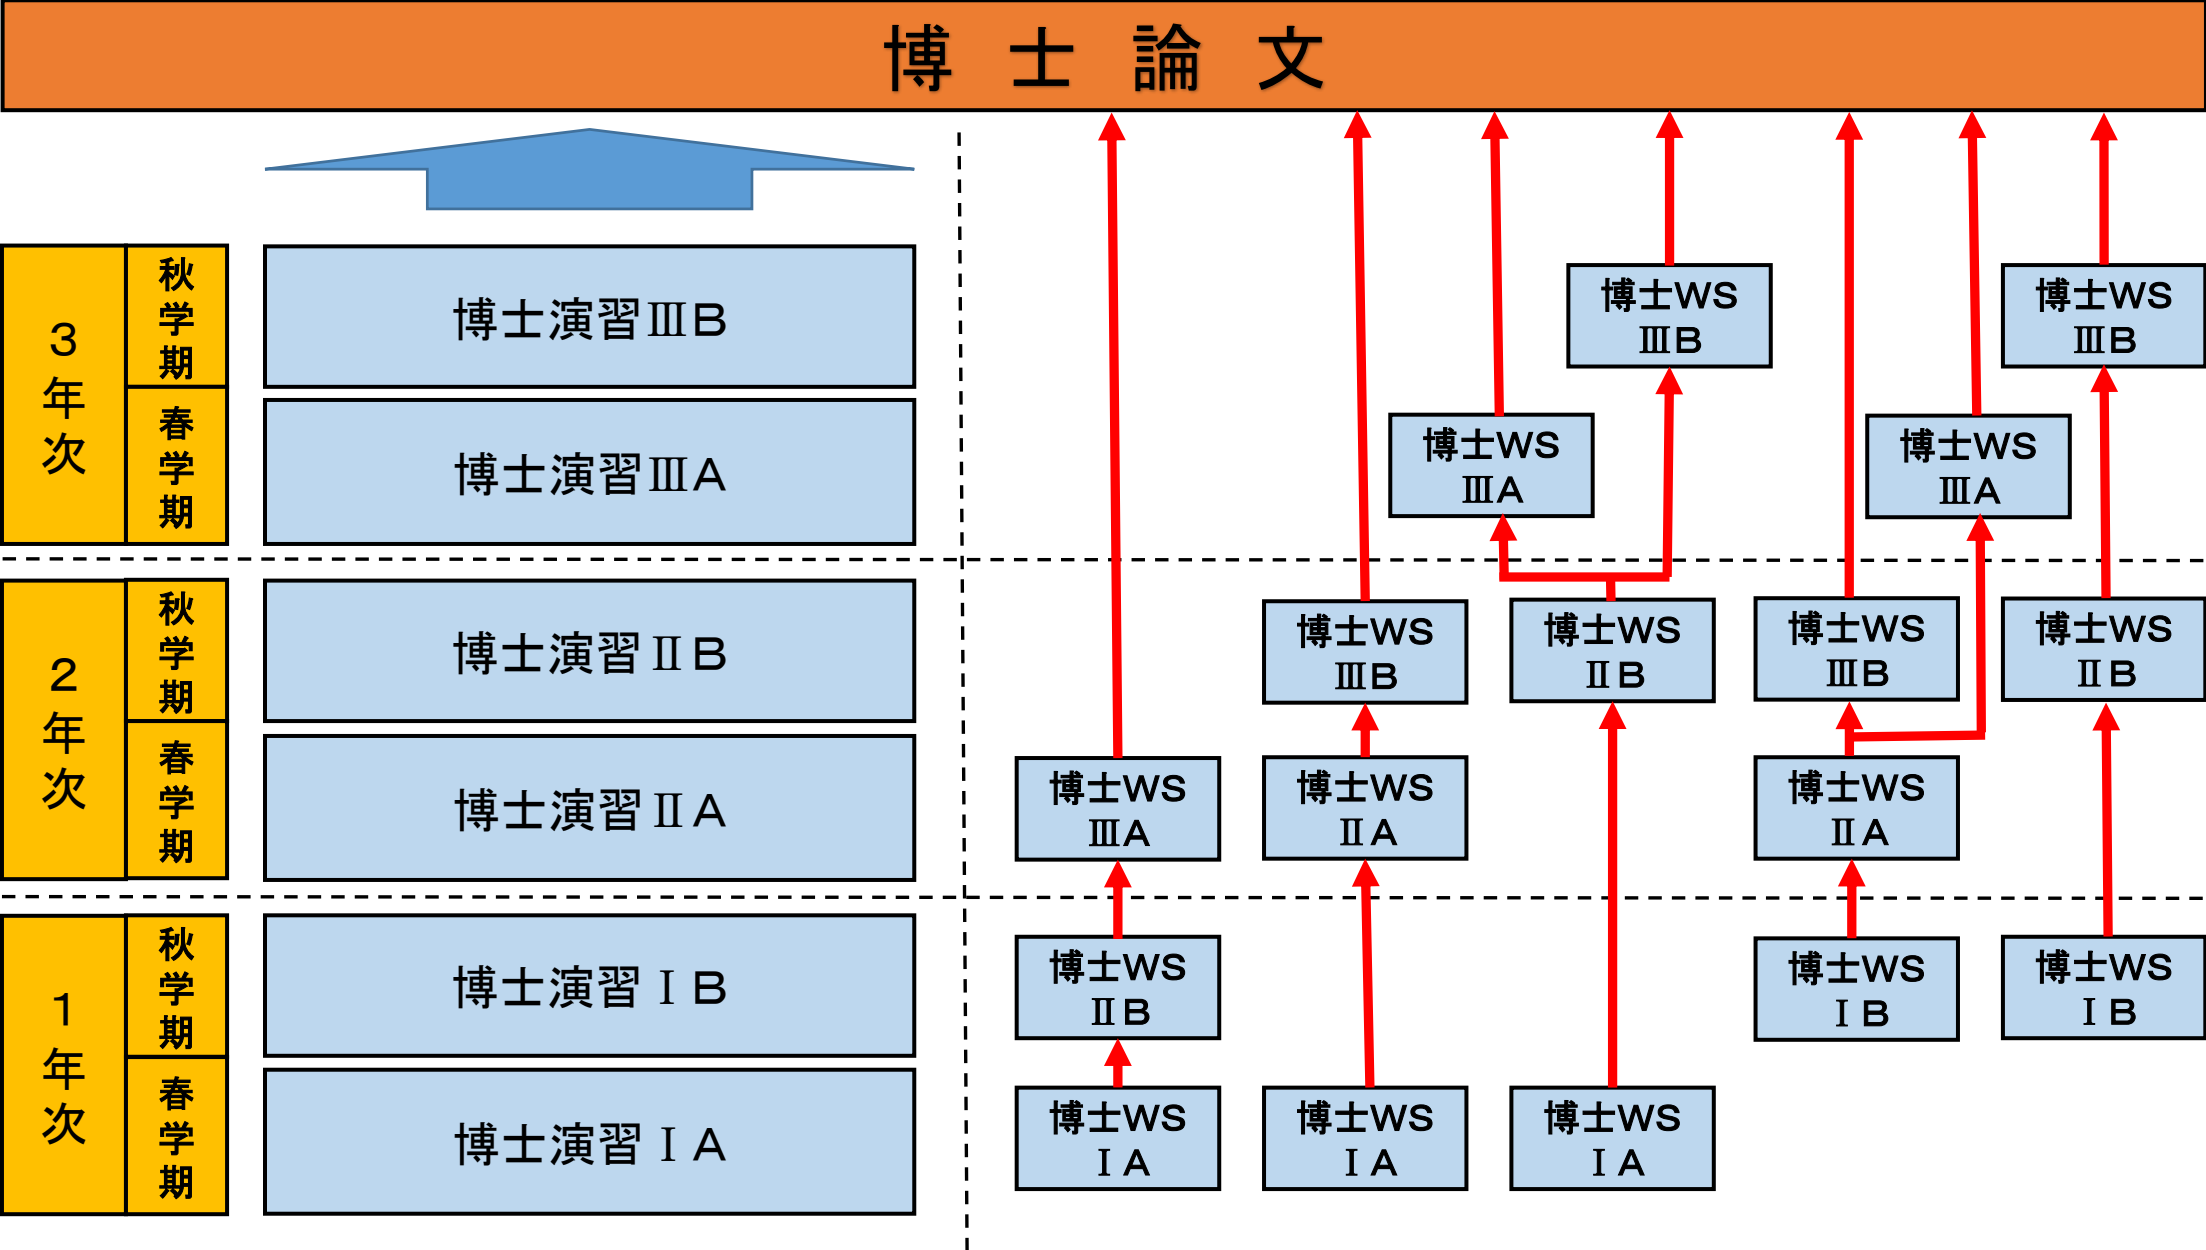 博士論文
3年次
秋学期
博士演習ⅢB
博士WS
ⅢB
博士WS
ⅢB
春学期
博士演習ⅢA
博士WS
ⅢA
博士WS
ⅢA
2年次
秋学期
博士演習ⅡB
博士WS
ⅢB
博士WS
ⅡB
博士WS
ⅢB
博士WS
ⅡB
春学期
博士演習ⅡA
博士WS
ⅢA
博士WS
ⅡA
博士WS
ⅡA
1年次
秋学期
博士演習ⅠB
博士WS
ⅡB
博士WS
ⅠB
博士WS
ⅠB
春学期
博士演習ⅠA
博士WS
ⅠA
博士WS
ⅠA
博士WS
ⅠA